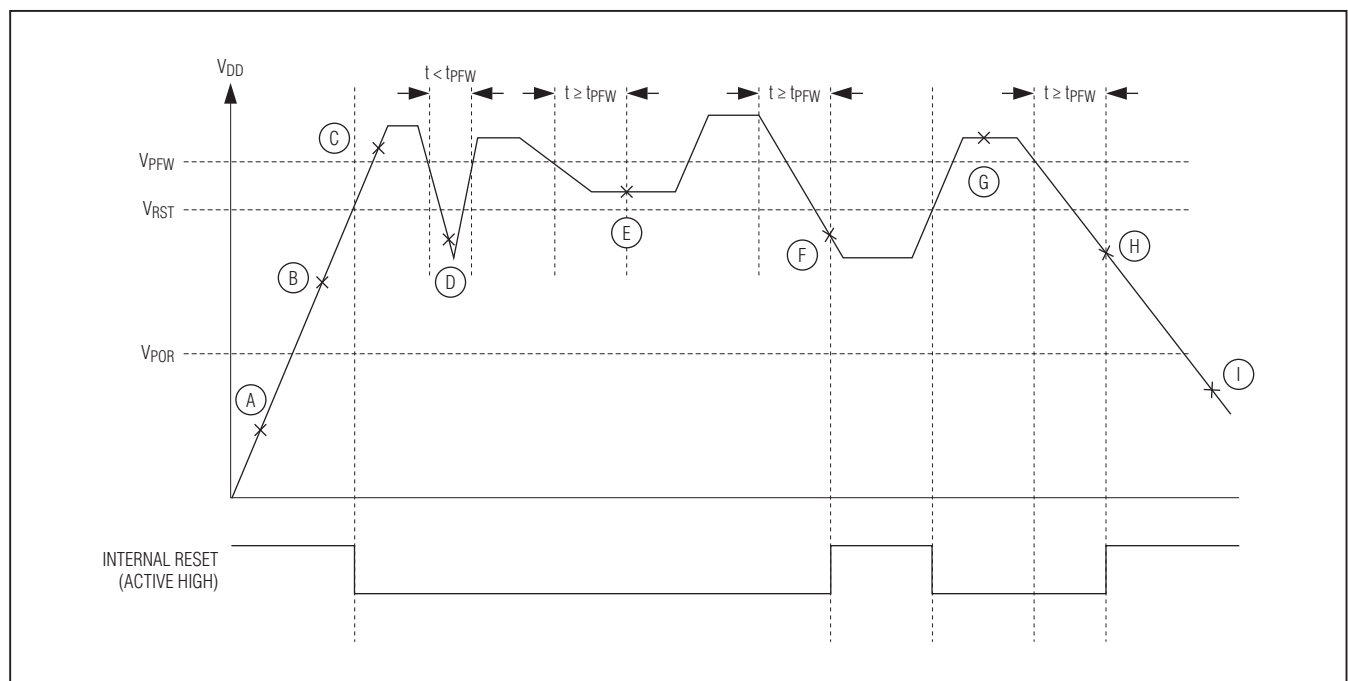 VDD
t < tPFW
t ≥ tPFW
t ≥ tPFW
t ≥ tPFW
C
VPFW
G
VRST
E
F
H
B
D
VPOR
I
A
INTERNAL RESET
(ACTIVE HIGH)